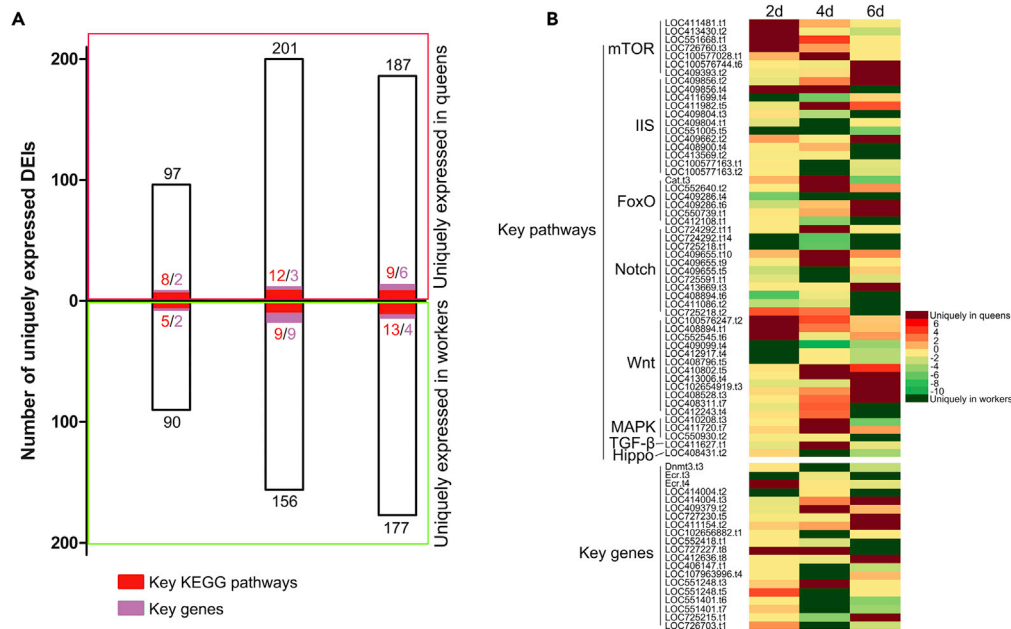 A
Number of uniquely expressed DEIs
200
100
0
100
200
97
201
187
8/2
12/3
9/6
5/2
9/9
13/4
90
156
177
Uniquely expressed in queens
Uniquely expressed in workers
Key KEGG pathways
Key genes
B
2d 4d 6d
Key pathways
mTOR
IIS
FoxO
Notch
Wnt
MAPK
TGF-β
Hippo
Key genes
LOC411481.t1
LOC413430.t2
LOC551668.t1
LOC726760.t3
LOC100577028.t1
LOC100576744.t6
LOC409393.t2
LOC409856.t2
LOC409856.t4
LOC411699.t4
LOC411982.t5
LOC409804.t3
LOC409804.t1
LOC551005.t5
LOC409662.t2
LOC408900.t4
LOC413569.t2
LOC100577163.t1
LOC100577163.t2
Cat.t3
LOC552640.t2
LOC409286.t4
LOC409286.t6
LOC550739.t1
LOC412108.t1
LOC724292.t11
LOC724292.t14
LOC725218.t1
LOC409655.t10
LOC409655.t9
LOC409655.t5
LOC725591.t1
LOC413669.t3
LOC408894.t6
LOC411086.t2
LOC725218.t2
LOC100576247.t2
LOC408894.t1
LOC552545.t6
LOC409099.t4
LOC412917.t4
LOC408796.t5
LOC410802.t5
LOC413006.t4
LOC102654919.t3
LOC408528.t3
LOC408311.t7
LOC412243.t4
LOC410208.t3
LOC411720.t7
LOC550930.t2
LOC411627.t1
LOC408431.t2
Dnmt3.t3
Ecr.t3
Ecr.t4
LOC414004.t2
LOC414004.t3
LOC409379.t2
LOC727230.t5
LOC411154.t2
LOC102656882.t1
LOC552418.t1
LOC727227.t8
LOC412636.t8
LOC406147.t1
LOC107963996.t4
LOC551248.t3
LOC551248.t5
LOC551401.t6
LOC551401.t7
LOC725215.t1
LOC726703.t1
Uniquely in queens
6
4
2
0
-2
-4
-6
-8
-10
Uniquely in workers